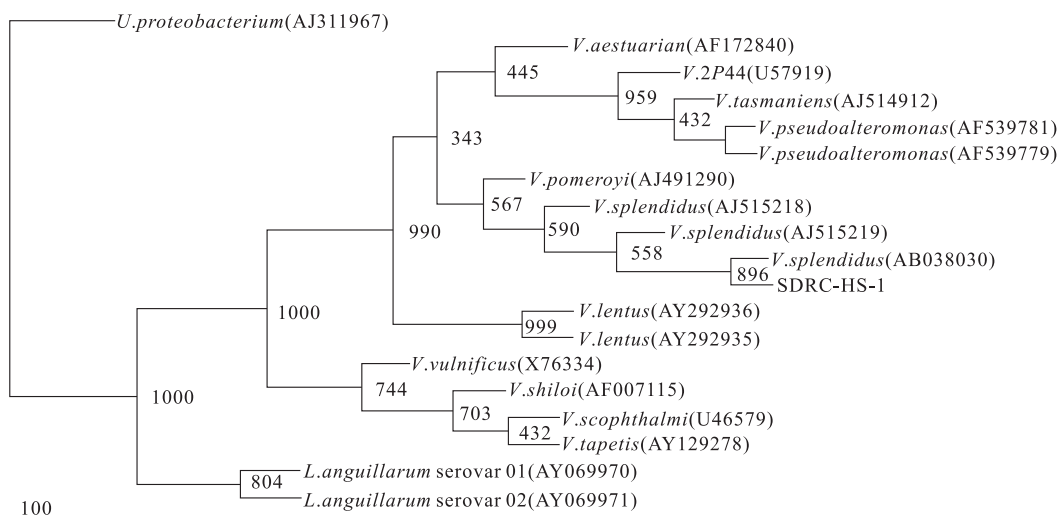 U.proteobacterium(AJ311967)
V.aestuarian(AF172840)
445
V.2P44(U57919)
959
V.tasmaniens(AJ514912)
432
V.pseudoalteromonas(AF539781)
343
V.pseudoalteromonas(AF539779)
V.pomeroyi(AJ491290)
567
V.splendidus(AJ515218)
990
590
V.splendidus(AJ515219)
558
V.splendidus(AB038030)
896
SDRC-HS-1
1000
V.lentus(AY292936)
999
V.lentus(AY292935)
V.vulnificus(X76334)
744
V.shiloi(AF007115)
1000
703
V.scophthalmi(U46579)
432
V.tapetis(AY129278)
L.anguillarum serovar 01(AY069970)
804
L.anguillarum serovar 02(AY069971)
100